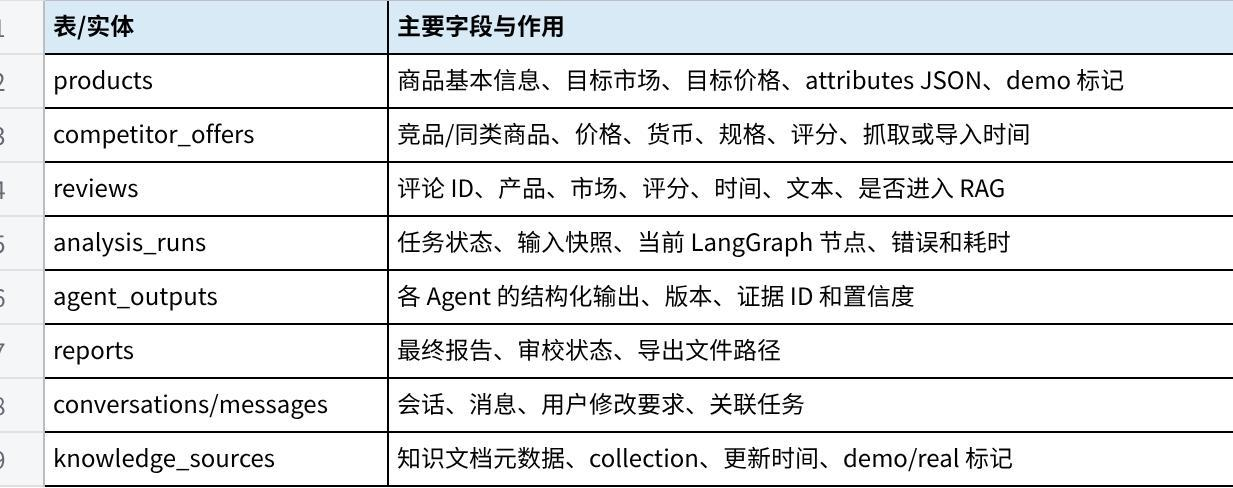 1 表/实体 主要字段与作用
2 products 商品基本信息、目标市场、目标价格、attributes JSON、demo 标记
3 competitor_offers 竞品/同类商品、价格、货币、规格、评分、抓取或导入时间
4 reviews 评论 ID、产品、市场、评分、时间、文本、是否进入 RAG
5 analysis_runs 任务状态、输入快照、当前 LangGraph 节点、错误和耗时
6 agent_outputs 各 Agent 的结构化输出、版本、证据 ID 和置信度
7 reports 最终报告、审校状态、导出文件路径
8 conversations/messages 会话、消息、用户修改要求、关联任务
9 knowledge_sources 知识文档元数据、collection、更新时间、demo/real 标记